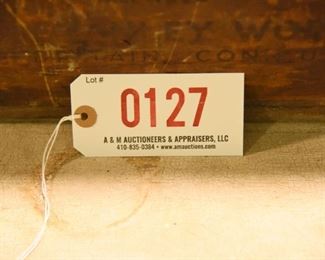 Lot #
0127
A & M AUCTIONEERS & APPRAISERS, LLC
410-835-0384 • www.amauctions.com